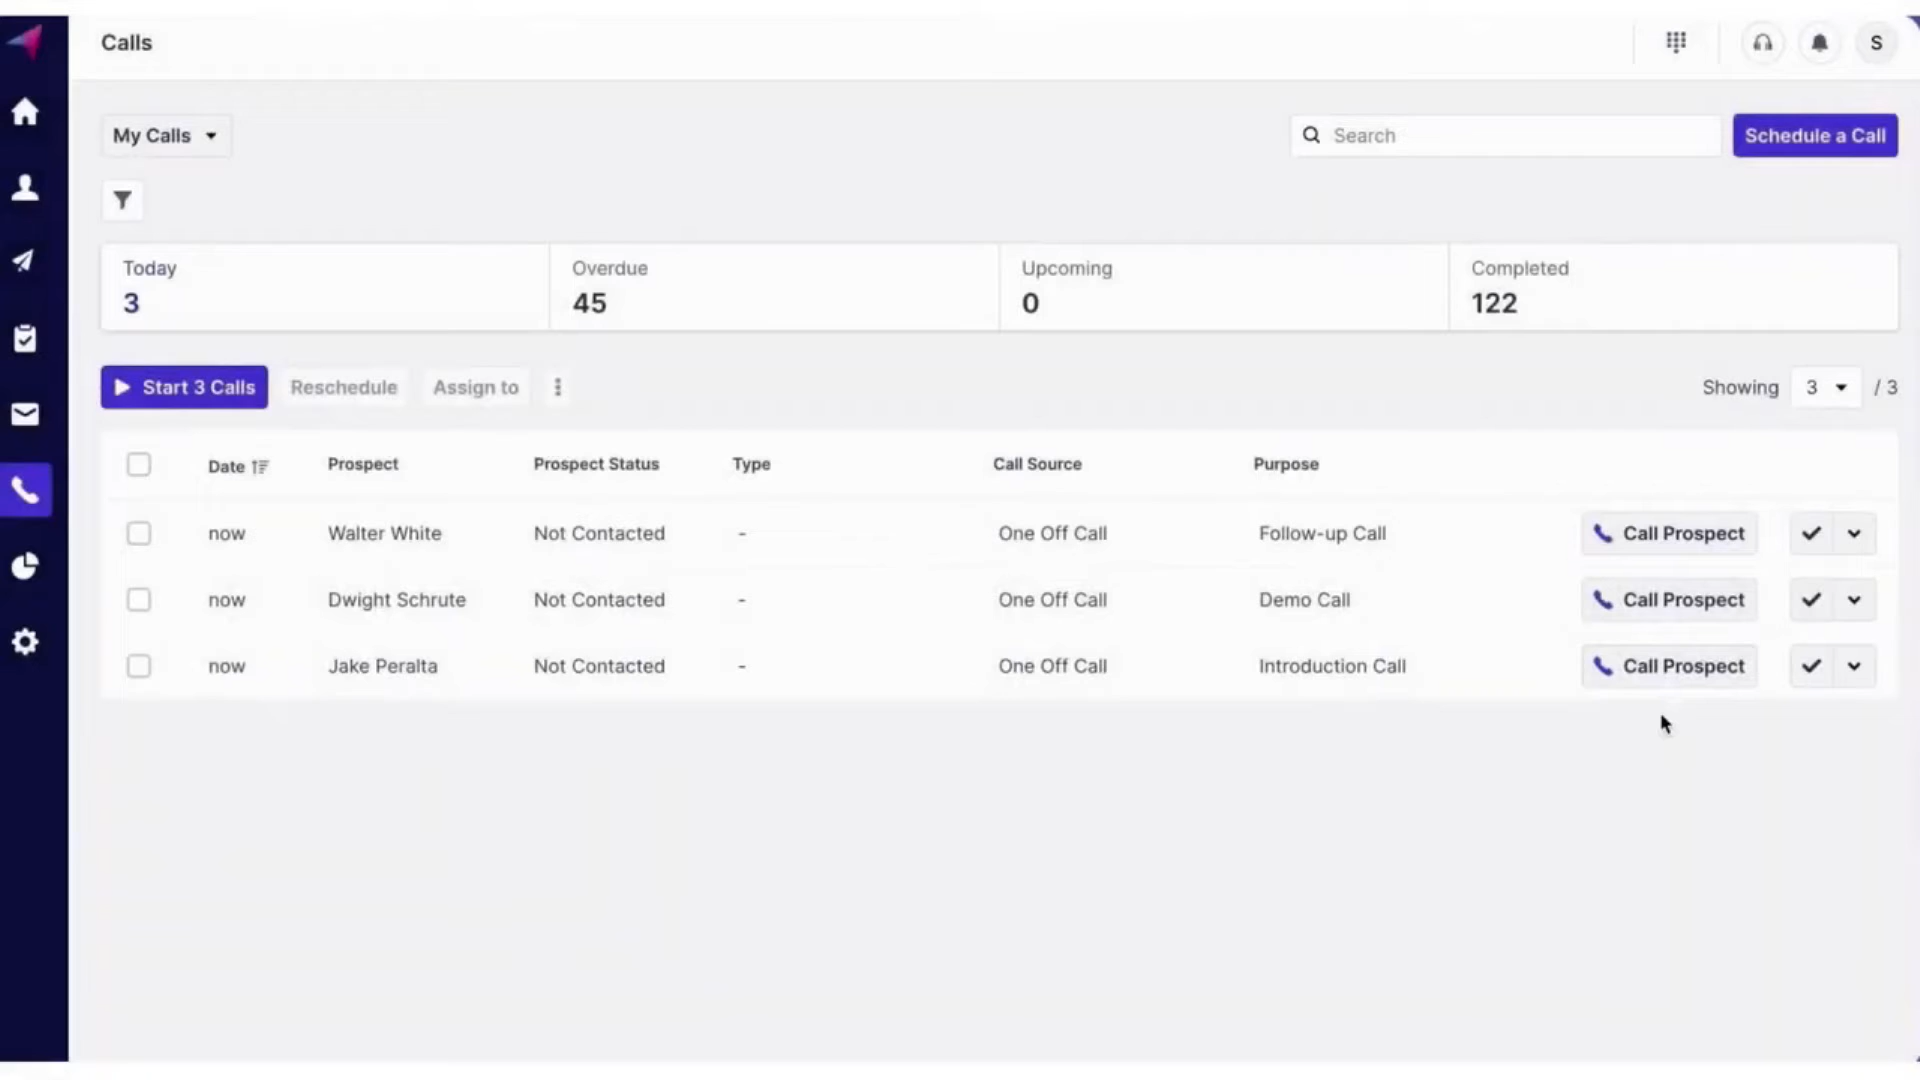 Calls
S
My Calls
Search
Schedule a Call
Today
3
Overdue
45
Upcoming
0
Completed
122
Start 3 Calls
Reschedule
Assign to
Showing 3 / 3
Date Prospect Prospect Status Type Call Source Purpose
now Walter White Not Contacted - One Off Call Follow-up Call Call Prospect
now Dwight Schrute Not Contacted - One Off Call Demo Call Call Prospect
now Jake Peralta Not Contacted - One Off Call Introduction Call Call Prospect